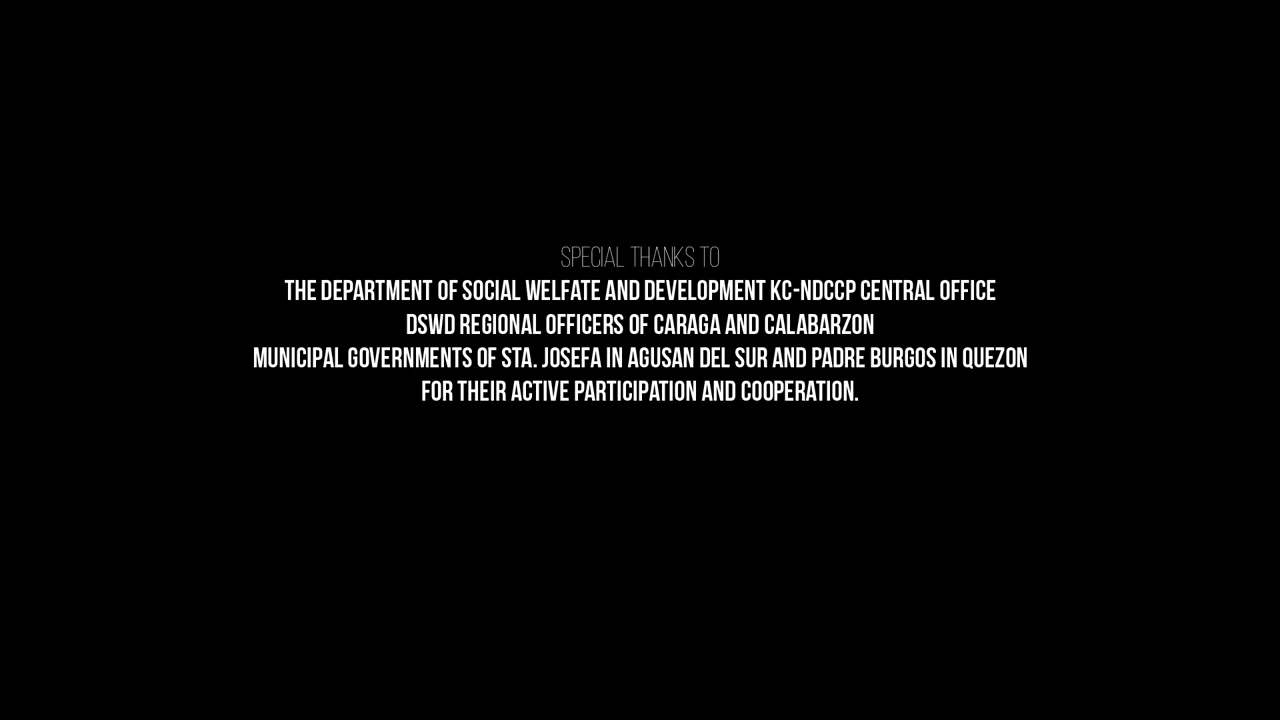 SPECIAL THANKS TO
THE DEPARTMENT OF SOCIAL WELFATE AND DEVELOPMENT KC-NDCCP CENTRAL OFFICE
DSWD REGIONAL OFFICERS OF CARAGA AND CALABARZON
MUNICIPAL GOVERNMENTS OF STA. JOSEFA IN AGUSAN DEL SUR AND PADRE BURGOS IN QUEZON
FOR THEIR ACTIVE PARTICIPATION AND COOPERATION.